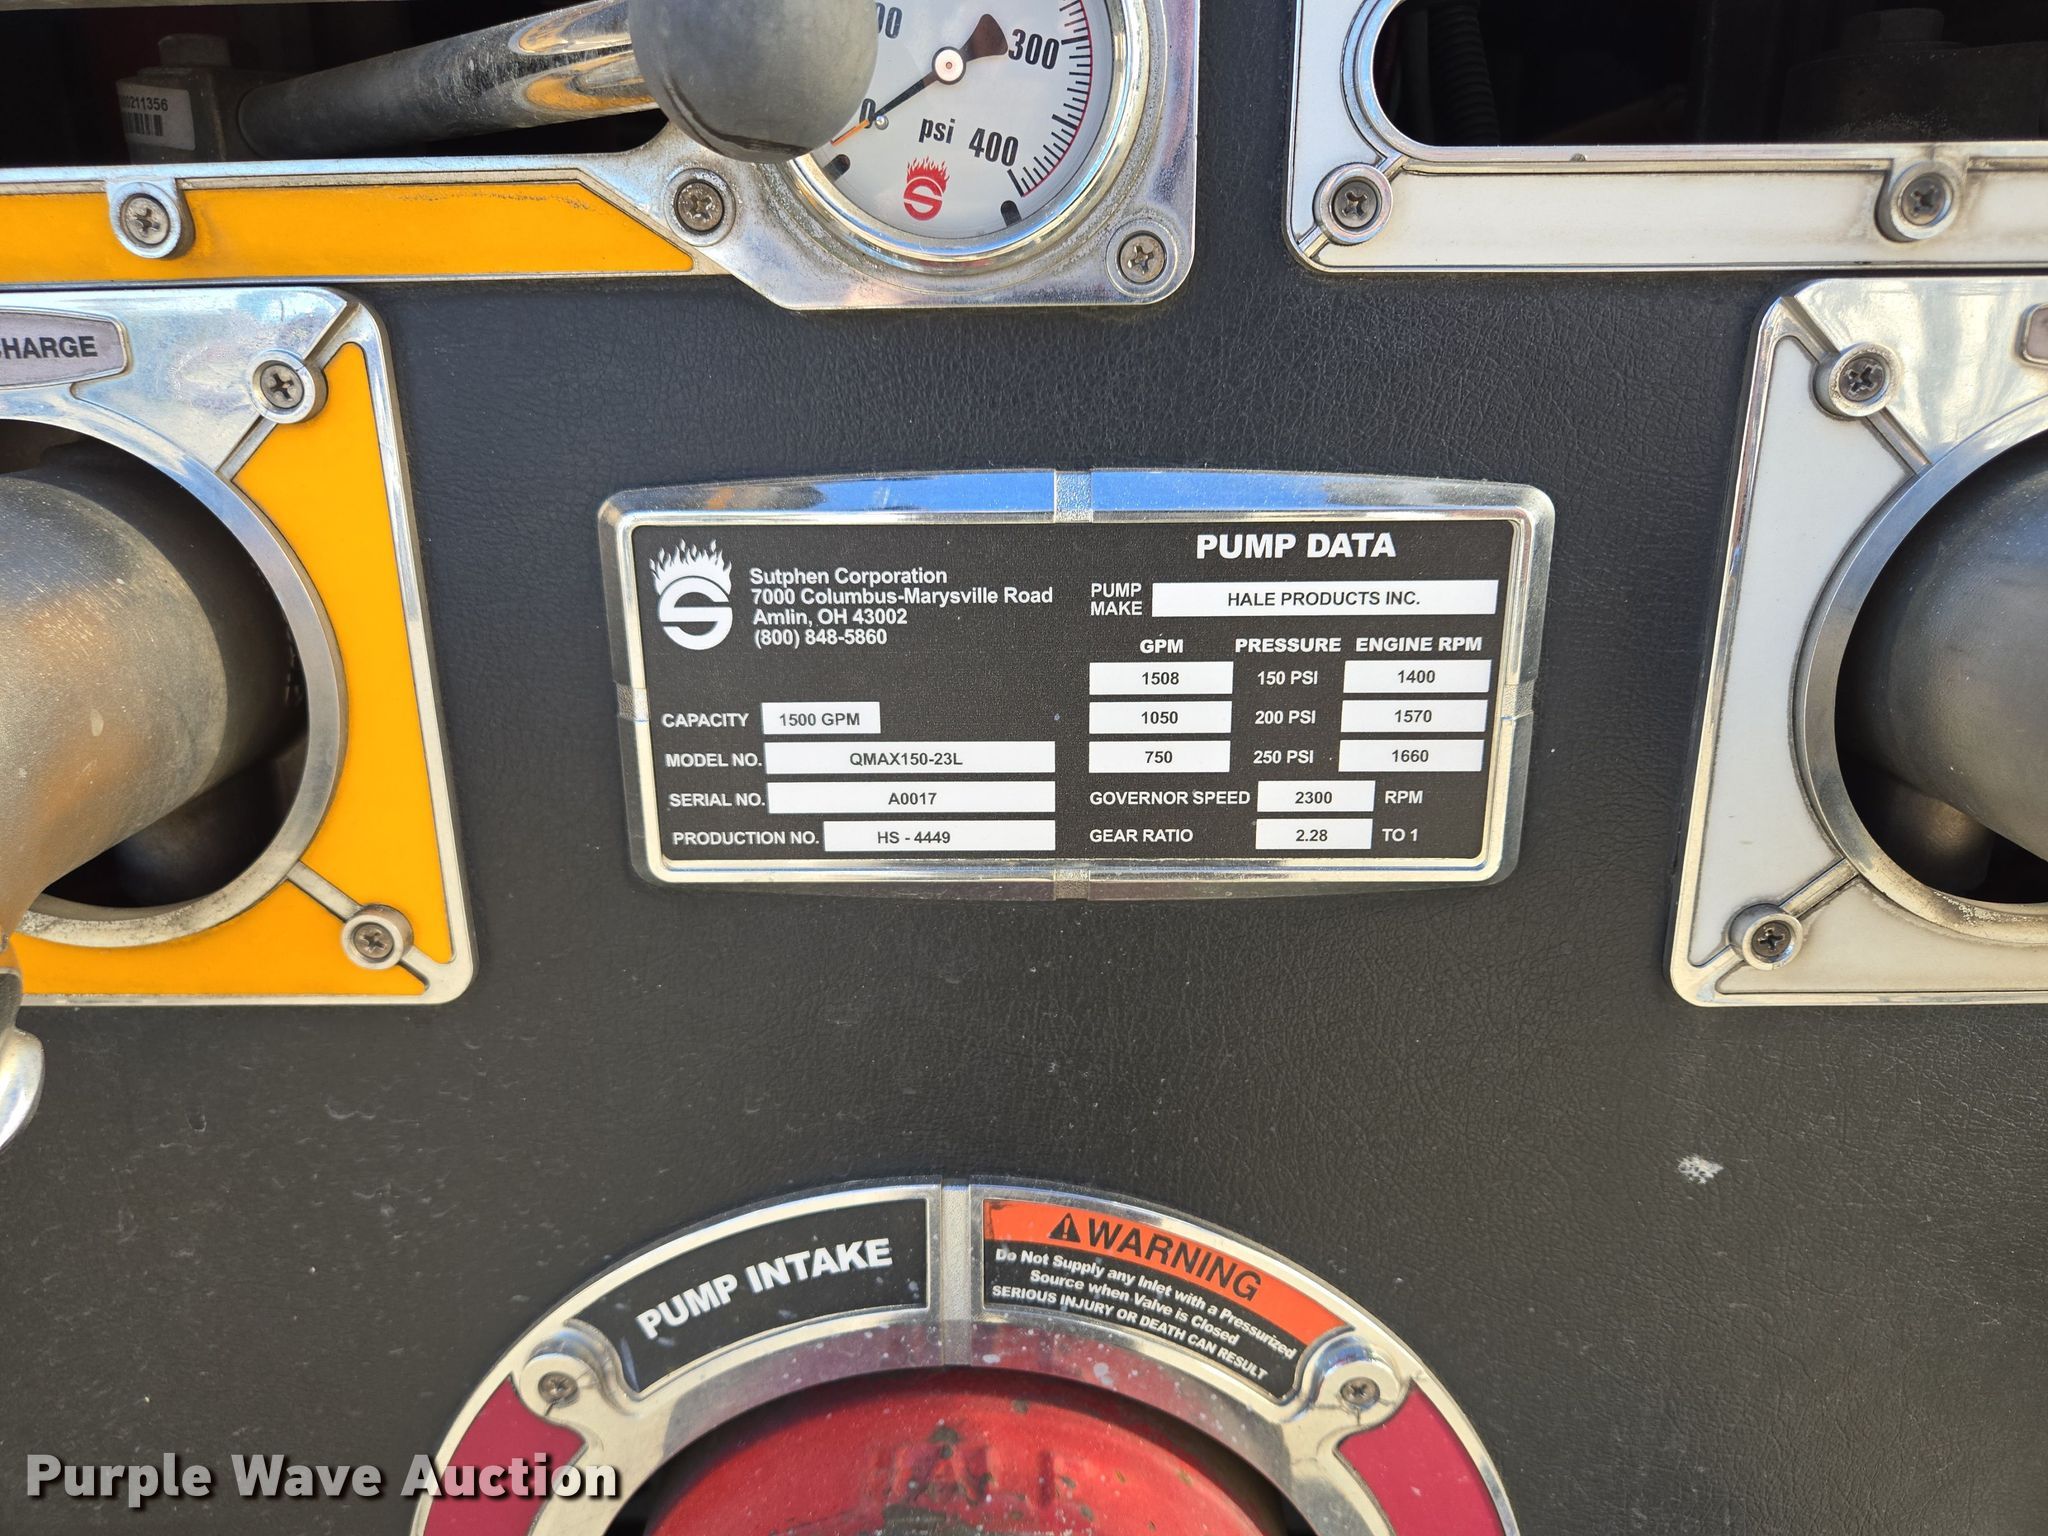 00211356
300
0
psi
400
S
CHARGE
S
Sutphen Corporation
7000 Columbus-Marysville Road
Amlin, OH 43002
(800) 848-5860
CAPACITY 1500 GPM
MODEL NO. QMAX150-23L
SERIAL NO. A0017
PRODUCTION NO. HS - 4449
PUMP DATA
PUMP MAKE HALE PRODUCTS INC.
GPM PRESSURE ENGINE RPM
1508 150 PSI 1400
1050 200 PSI 1570
750 250 PSI 1660
GOVERNOR SPEED 2300 RPM
GEAR RATIO 2.28 TO 1
PUMP INTAKE
WARNING
Do Not Supply any Inlet with a Pressurized
Source when Valve is Closed
SERIOUS INJURY OR DEATH CAN RESULT
Purple Wave Auction